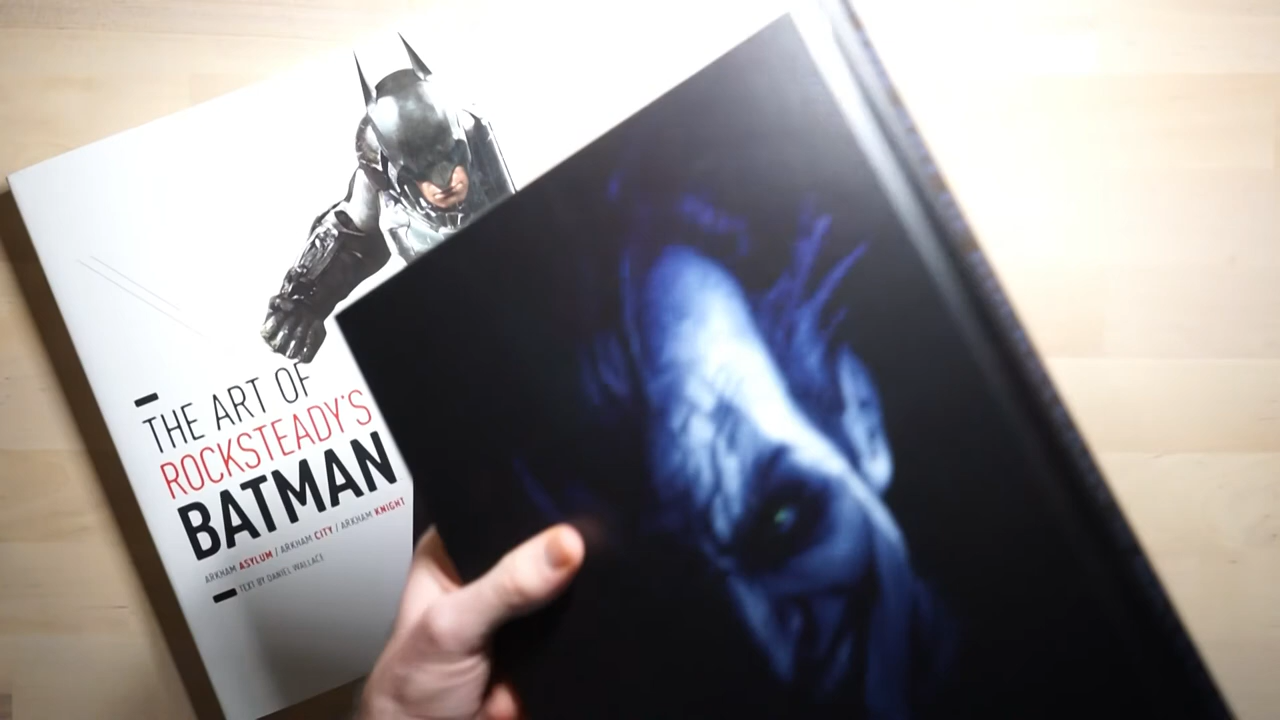 THE ART OF
ROCKSTEADY'S
BATMAN
ARKHAM ASYLUM / ARKHAM CITY / ARKHAM KNIGHT
TEXT BY DANIEL WALLACE